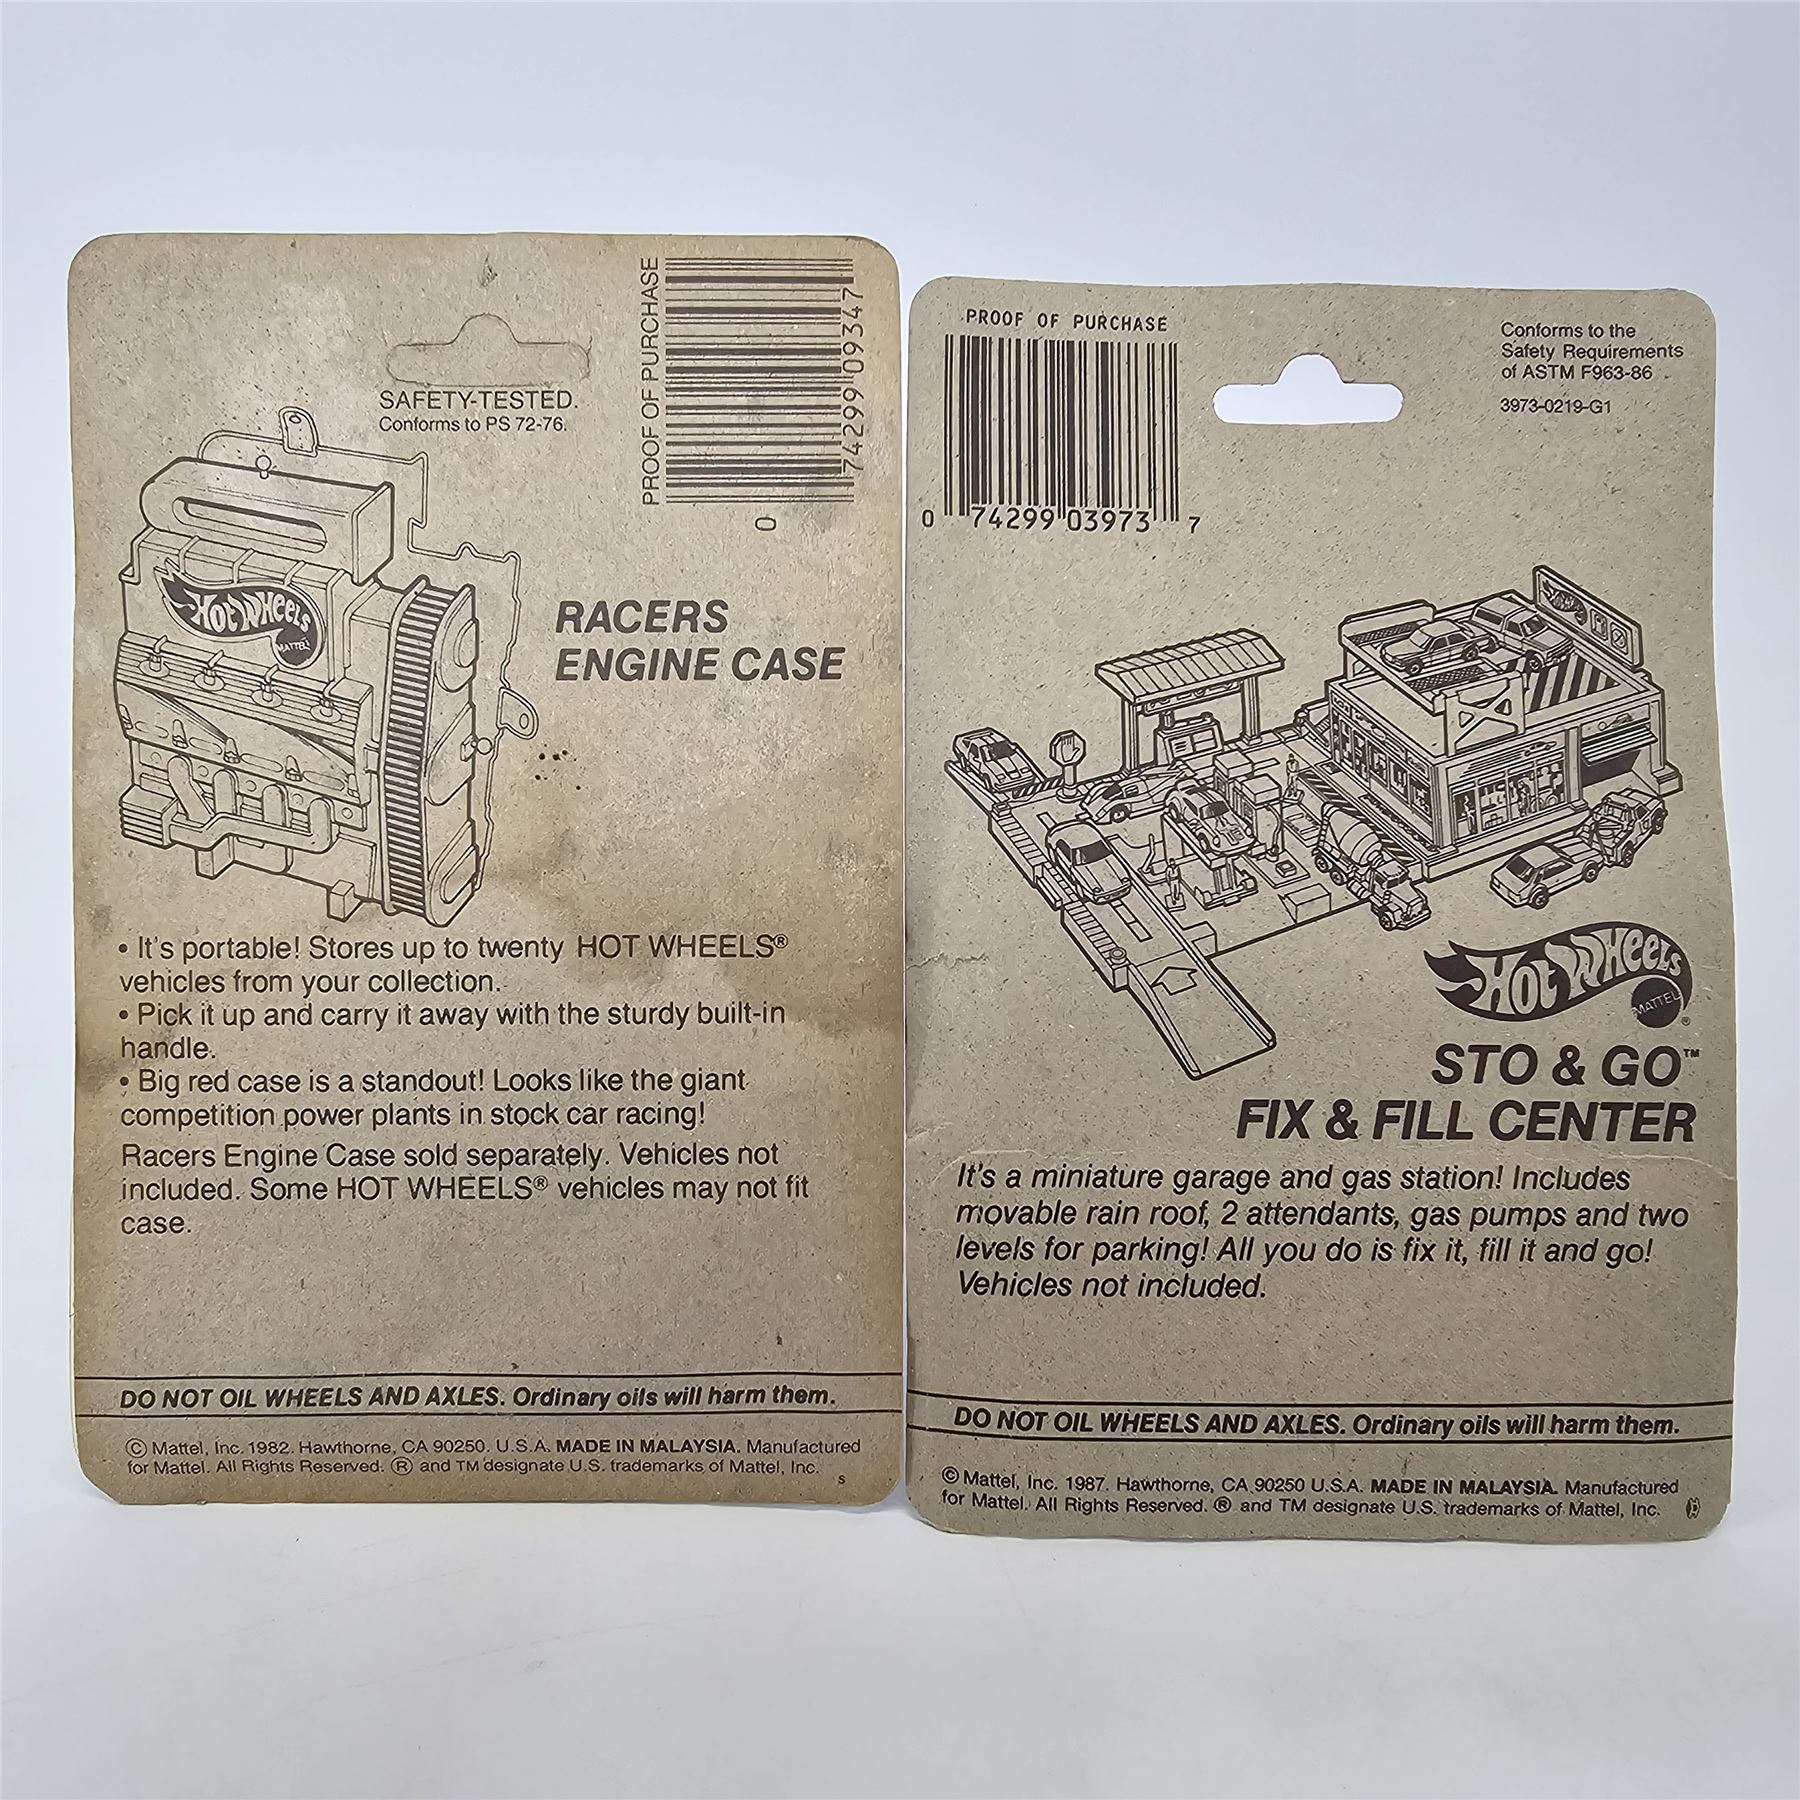 SAFETY-TESTED.
Conforms to PS 72-76.
PROOF OF PURCHASE
0 74299 09347
HOT WHEELS
MATTEL
RACERS
ENGINE CASE
• It's portable! Stores up to twenty HOT WHEELS®
vehicles from your collection.
• Pick it up and carry it away with the sturdy built-in
handle.
• Big red case is a standout! Looks like the giant
competition power plants in stock car racing!
Racers Engine Case sold separately. Vehicles not
included. Some HOT WHEELS® vehicles may not fit
case.
DO NOT OIL WHEELS AND AXLES. Ordinary oils will harm them.
© Mattel, Inc. 1982. Hawthorne, CA 90250. U.S.A. MADE IN MALAYSIA. Manufactured
for Mattel. All Rights Reserved. ® and TM designate U.S. trademarks of Mattel, Inc.
s
PROOF OF PURCHASE
0 74299 03973 7
Conforms to the
Safety Requirements
of ASTM F963-86
3973-0219-G1
HOT WHEELS
MATTEL®
STO & GO™
FIX & FILL CENTER
It's a miniature garage and gas station! Includes
movable rain roof, 2 attendants, gas pumps and two
levels for parking! All you do is fix it, fill it and go!
Vehicles not included.
DO NOT OIL WHEELS AND AXLES. Ordinary oils will harm them.
© Mattel, Inc. 1987. Hawthorne, CA 90250 U.S.A. MADE IN MALAYSIA. Manufactured
for Mattel. All Rights Reserved. ® and TM designate U.S. trademarks of Mattel, Inc.